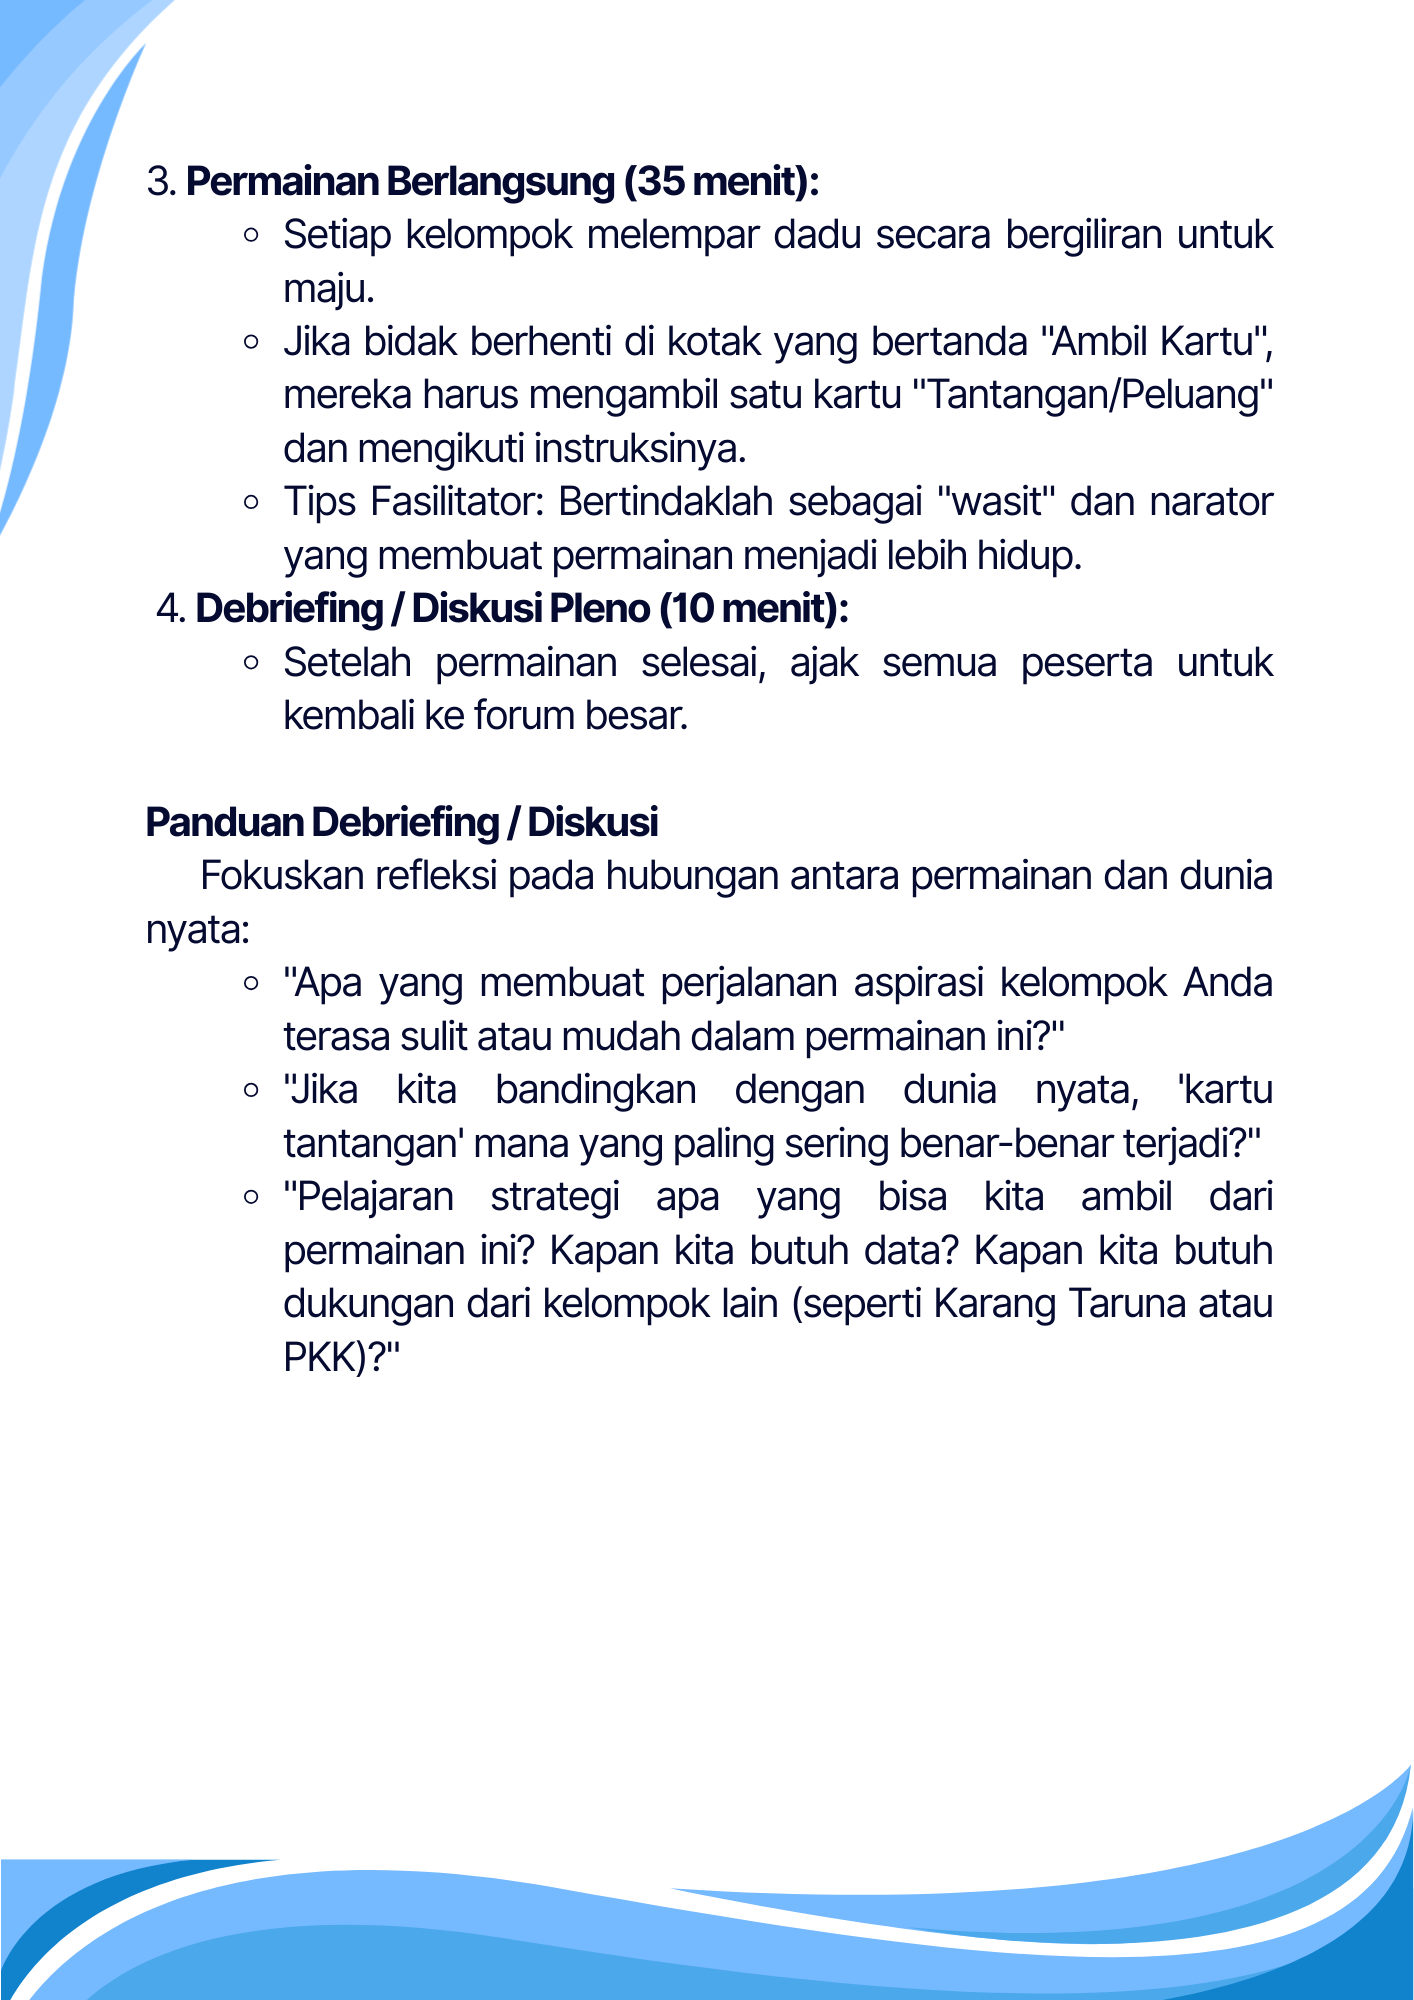 3. Permainan Berlangsung (35 menit):
○ Setiap kelompok melempar dadu secara bergiliran untuk
maju.
○ Jika bidak berhenti di kotak yang bertanda "Ambil Kartu",
mereka harus mengambil satu kartu "Tantangan/Peluang"
dan mengikuti instruksinya.
○ Tips Fasilitator: Bertindaklah sebagai "wasit" dan narator
yang membuat permainan menjadi lebih hidup.
4. Debriefing / Diskusi Pleno (10 menit):
○ Setelah permainan selesai, ajak semua peserta untuk
kembali ke forum besar.
Panduan Debriefing / Diskusi
Fokuskan refleksi pada hubungan antara permainan dan dunia
nyata:
○ "Apa yang membuat perjalanan aspirasi kelompok Anda
terasa sulit atau mudah dalam permainan ini?"
○ "Jika kita bandingkan dengan dunia nyata, 'kartu
tantangan' mana yang paling sering benar-benar terjadi?"
○ "Pelajaran strategi apa yang bisa kita ambil dari
permainan ini? Kapan kita butuh data? Kapan kita butuh
dukungan dari kelompok lain (seperti Karang Taruna atau
PKK)?"